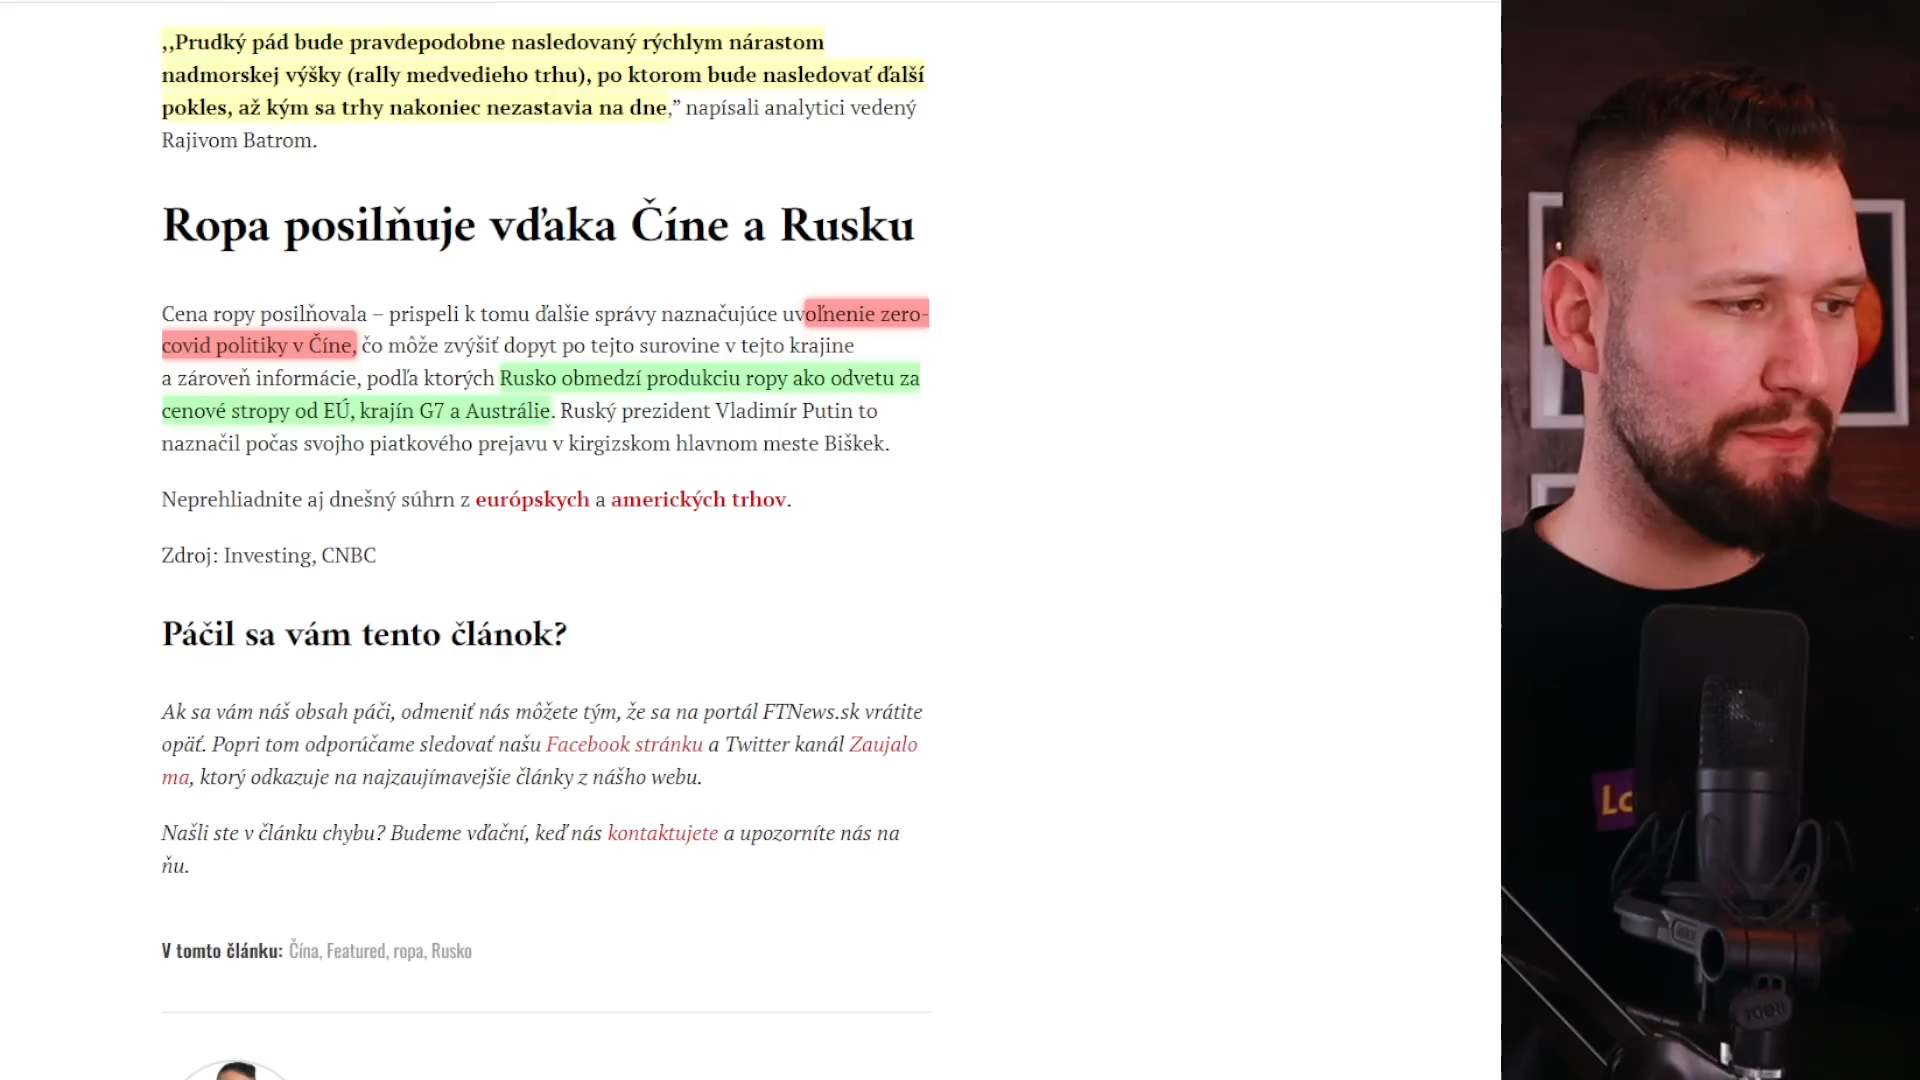 ,,Prudký pád bude pravdepodobne nasledovaný rýchlym nárastom
nadmorskej výšky (rally medvedieho trhu), po ktorom bude nasledovať ďalší
pokles, až kým sa trhy nakoniec nezastavia na dne,” napísali analytici vedený
Rajivom Batrom.
Ropa posilňuje vďaka Číne a Rusku
Cena ropy posilňovala – prispeli k tomu ďalšie správy naznačujúce uvoľnenie zero-
covid politiky v Číne, čo môže zvýšiť dopyt po tejto surovine v tejto krajine
a zároveň informácie, podľa ktorých Rusko obmedzí produkciu ropy ako odvetu za
cenové stropy od EÚ, krajín G7 a Austrálie. Ruský prezident Vladimír Putin to
naznačil počas svojho piatkového prejavu v kirgizskom hlavnom meste Biškek.
Neprehliadnite aj dnešný súhrn z európskych a amerických trhov.
Zdroj: Investing, CNBC
Páčil sa vám tento článok?
Ak sa vám náš obsah páči, odmeniť nás môžete tým, že sa na portál FTNews.sk vrátite
opäť. Popri tom odporúčame sledovať našu Facebook stránku a Twitter kanál Zaujalo
ma, ktorý odkazuje na najzaujímavejšie články z nášho webu.
Našli ste v článku chybu? Budeme vďační, keď nás kontaktujete a upozorníte nás na
ňu.
V tomto článku: Čína, Featured, ropa, Rusko